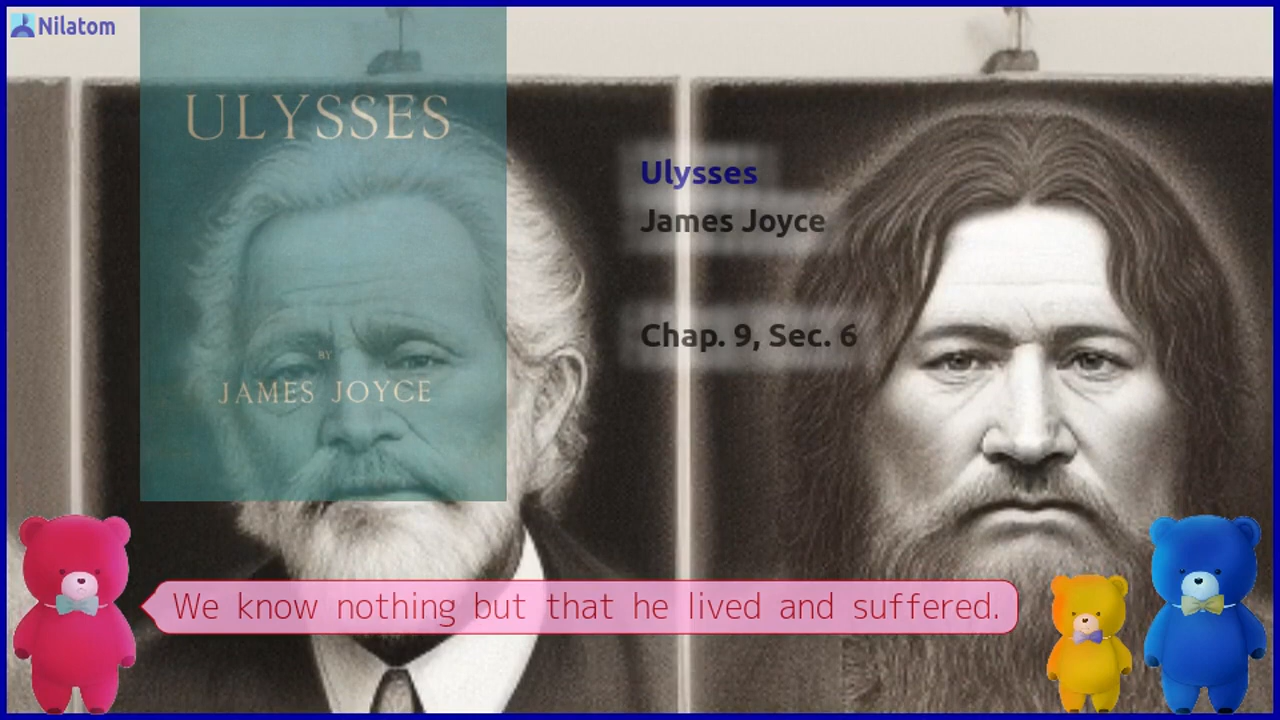 Nilatom
ULYSSES
BY
JAMES JOYCE
Ulysses
James Joyce
Chap. 9, Sec. 6
We know nothing but that he lived and suffered.